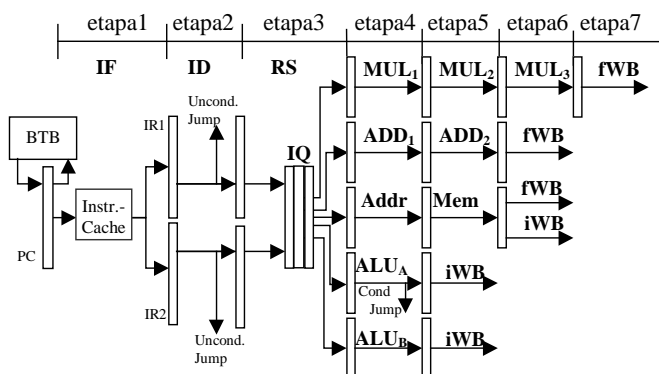 etapa1 etapa2 etapa3 etapa4 etapa5 etapa6 etapa7
IF ID RS MUL1 MUL2 MUL3 fWB
Uncond.
Jump
BTB
IR1
IQ
ADD1 ADD2 fWB
Instr.-
Cache
PC
Addr Mem fWB
iWB
ALUA iWB
Cond
Jump
IR2
Uncond.
Jump
ALUB iWB